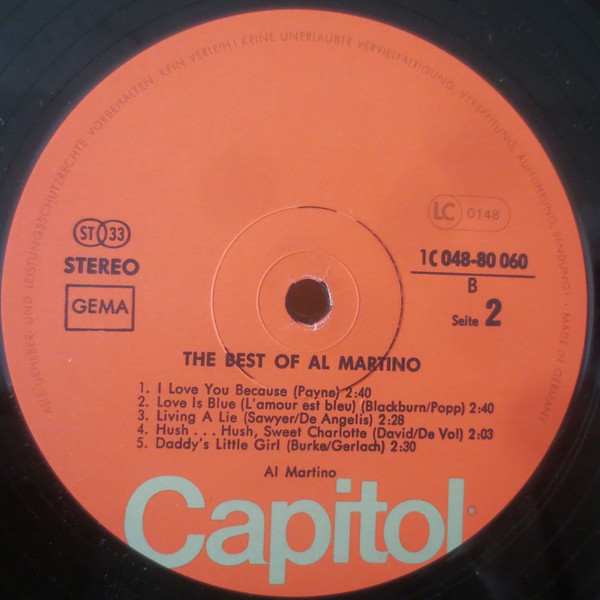 ALLE URHEBER- UND LEISTUNGSSCHUTZRECHTE VORBEHALTEN. KEIN VERLEIH! KEINE UNERLAUBTE VERVIELFÄLTIGUNG, VERBREITUNG, AUFFÜHRUNG, SENDUNG! · MADE IN GERMANY
ST 33
STEREO
GEMA
LC 0148
1C 048-80 060
B
Seite 2
THE BEST OF AL MARTINO
1. I Love You Because (Payne) 2:40
2. Love Is Blue (L'amour est bleu) (Blackburn/Popp) 2:40
3. Living A Lie (Sawyer/De Angelis) 2:28
4. Hush . . . Hush, Sweet Charlotte (David/De Vol) 2:03
5. Daddy's Little Girl (Burke/Gerlach) 2:30
Al Martino
Capitol®